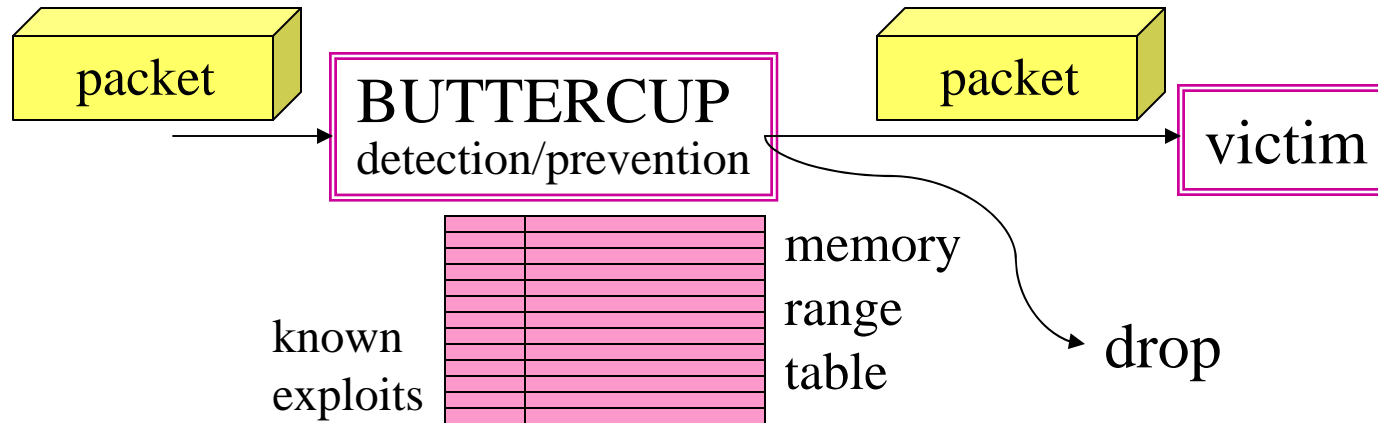 packet
BUTTERCUP
detection/prevention
packet
victim
known
exploits
memory
range
table
drop